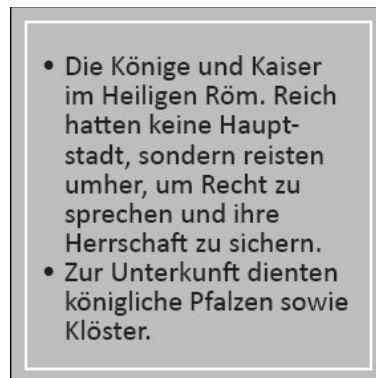 • Die Könige und Kaiser
im Heiligen Röm. Reich
hatten keine Haupt-
stadt, sondern reisten
umher, um Recht zu
sprechen und ihre
Herrschaft zu sichern.
• Zur Unterkunft dienten
königliche Pfalzen sowie
Klöster.